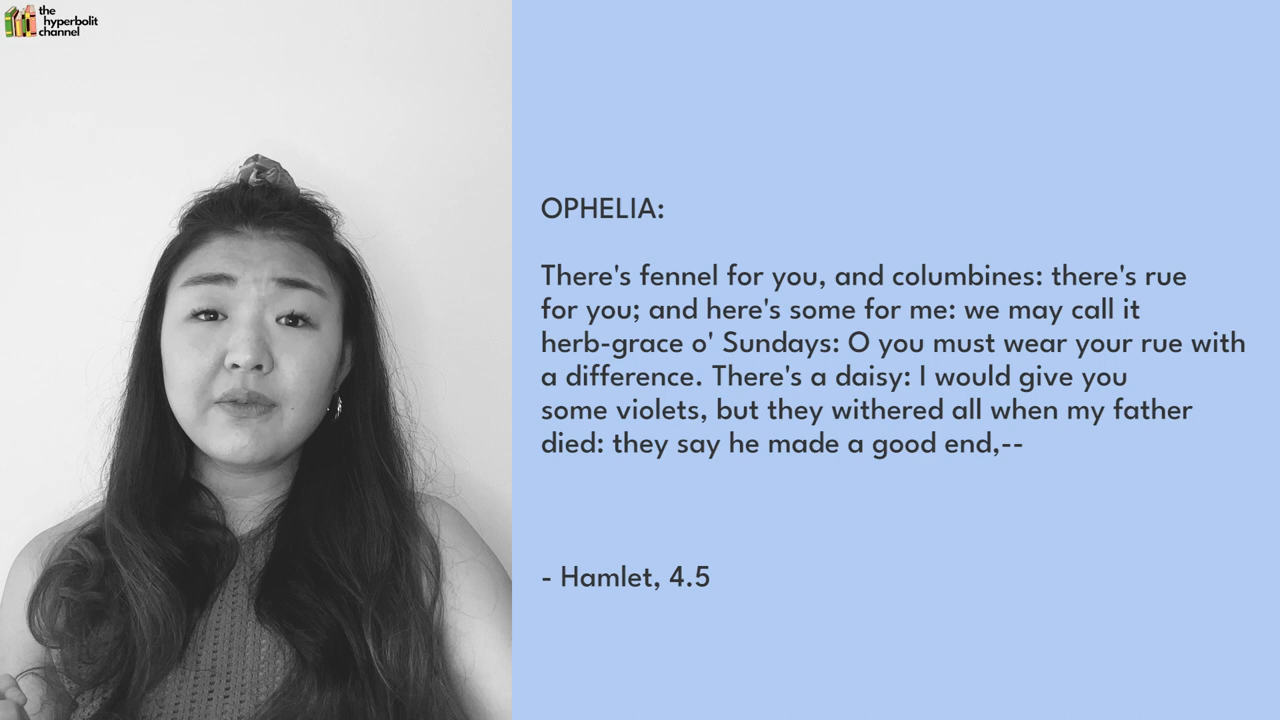 the
hyperbolit
channel
OPHELIA:
There's fennel for you, and columbines: there's rue
for you; and here's some for me: we may call it
herb-grace o' Sundays: O you must wear your rue with
a difference. There's a daisy: I would give you
some violets, but they withered all when my father
died: they say he made a good end,--
- Hamlet, 4.5